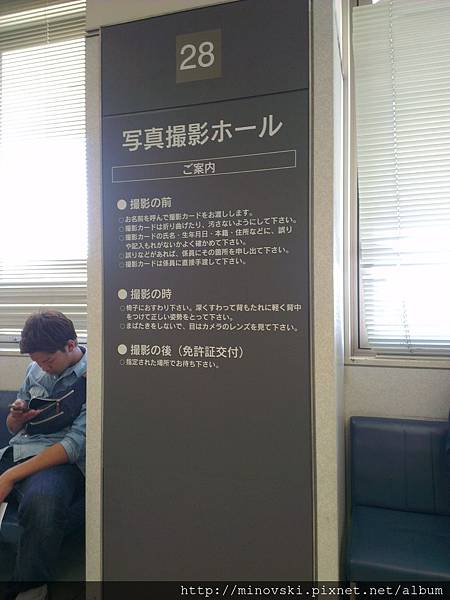 28
写真撮影ホール
ご案内
● 撮影の前
○お名前を呼んで撮影カードをお渡しします。
○撮影カードは折り曲げたり、汚さないようにして下さい。
○撮影カードの氏名・生年月日・本籍・住所などに、誤り
や記入もれがないかよく確かめて下さい。
○誤りなどがあれば、係員にその箇所を申し出て下さい。
○撮影カードは係員に直接手渡して下さい。
● 撮影の時
○椅子におすわり下さい。深くすわって背もたれに軽く背中
をつけて正しい姿勢をとって下さい。
○まばたきをしないで、目はカメラのレンズを見て下さい。
● 撮影の後（免許証交付）
○指定された場所でお待ち下さい。
http://minovski.pixnet.net/album